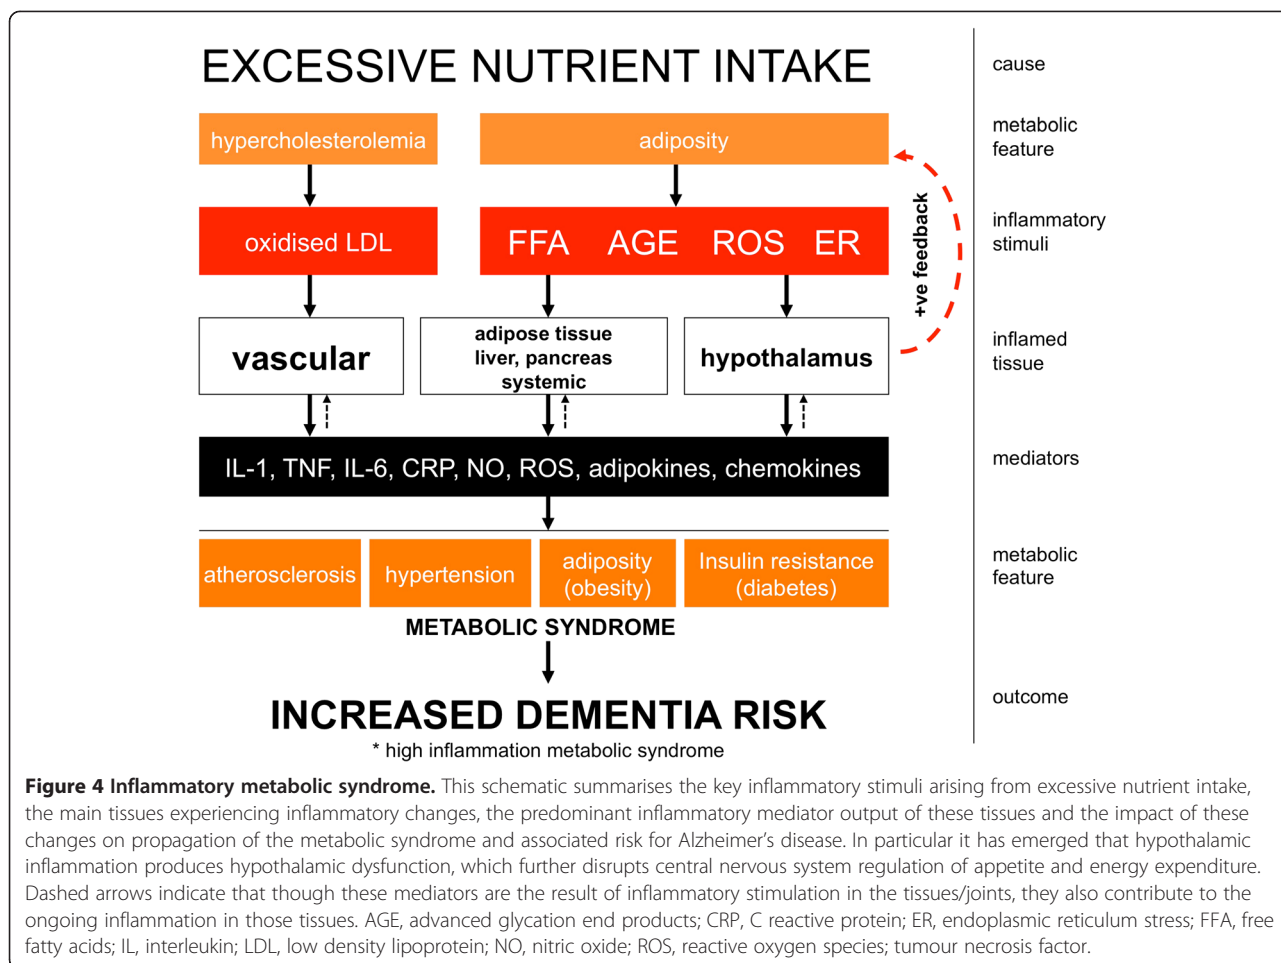 EXCESSIVE NUTRIENT INTAKE
cause
hypercholesterolemia
adiposity
metabolic
feature
oxidised LDL
FFA AGE ROS ER
+ve feedback
inflammatory
stimuli
vascular
adipose tissue
liver, pancreas
systemic
hypothalamus
inflamed
tissue
IL-1, TNF, IL-6, CRP, NO, ROS, adipokines, chemokines
mediators
atherosclerosis
hypertension
adiposity
(obesity)
Insulin resistance
(diabetes)
metabolic
feature
METABOLIC SYNDROME
INCREASED DEMENTIA RISK
outcome
* high inflammation metabolic syndrome
Figure 4 Inflammatory metabolic syndrome. This schematic summarises the key inflammatory stimuli arising from excessive nutrient intake,
the main tissues experiencing inflammatory changes, the predominant inflammatory mediator output of these tissues and the impact of these
changes on propagation of the metabolic syndrome and associated risk for Alzheimer's disease. In particular it has emerged that hypothalamic
inflammation produces hypothalamic dysfunction, which further disrupts central nervous system regulation of appetite and energy expenditure.
Dashed arrows indicate that though these mediators are the result of inflammatory stimulation in the tissues/joints, they also contribute to the
ongoing inflammation in those tissues. AGE, advanced glycation end products; CRP, C reactive protein; ER, endoplasmic reticulum stress; FFA, free
fatty acids; IL, interleukin; LDL, low density lipoprotein; NO, nitric oxide; ROS, reactive oxygen species; tumour necrosis factor.